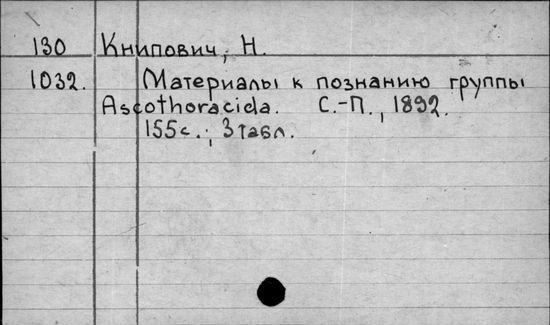 130 Книпович, Н.
1032. Материалы к познанию группы
Ascothoracida. С.-П., 1892.
155с.; 3 табл.